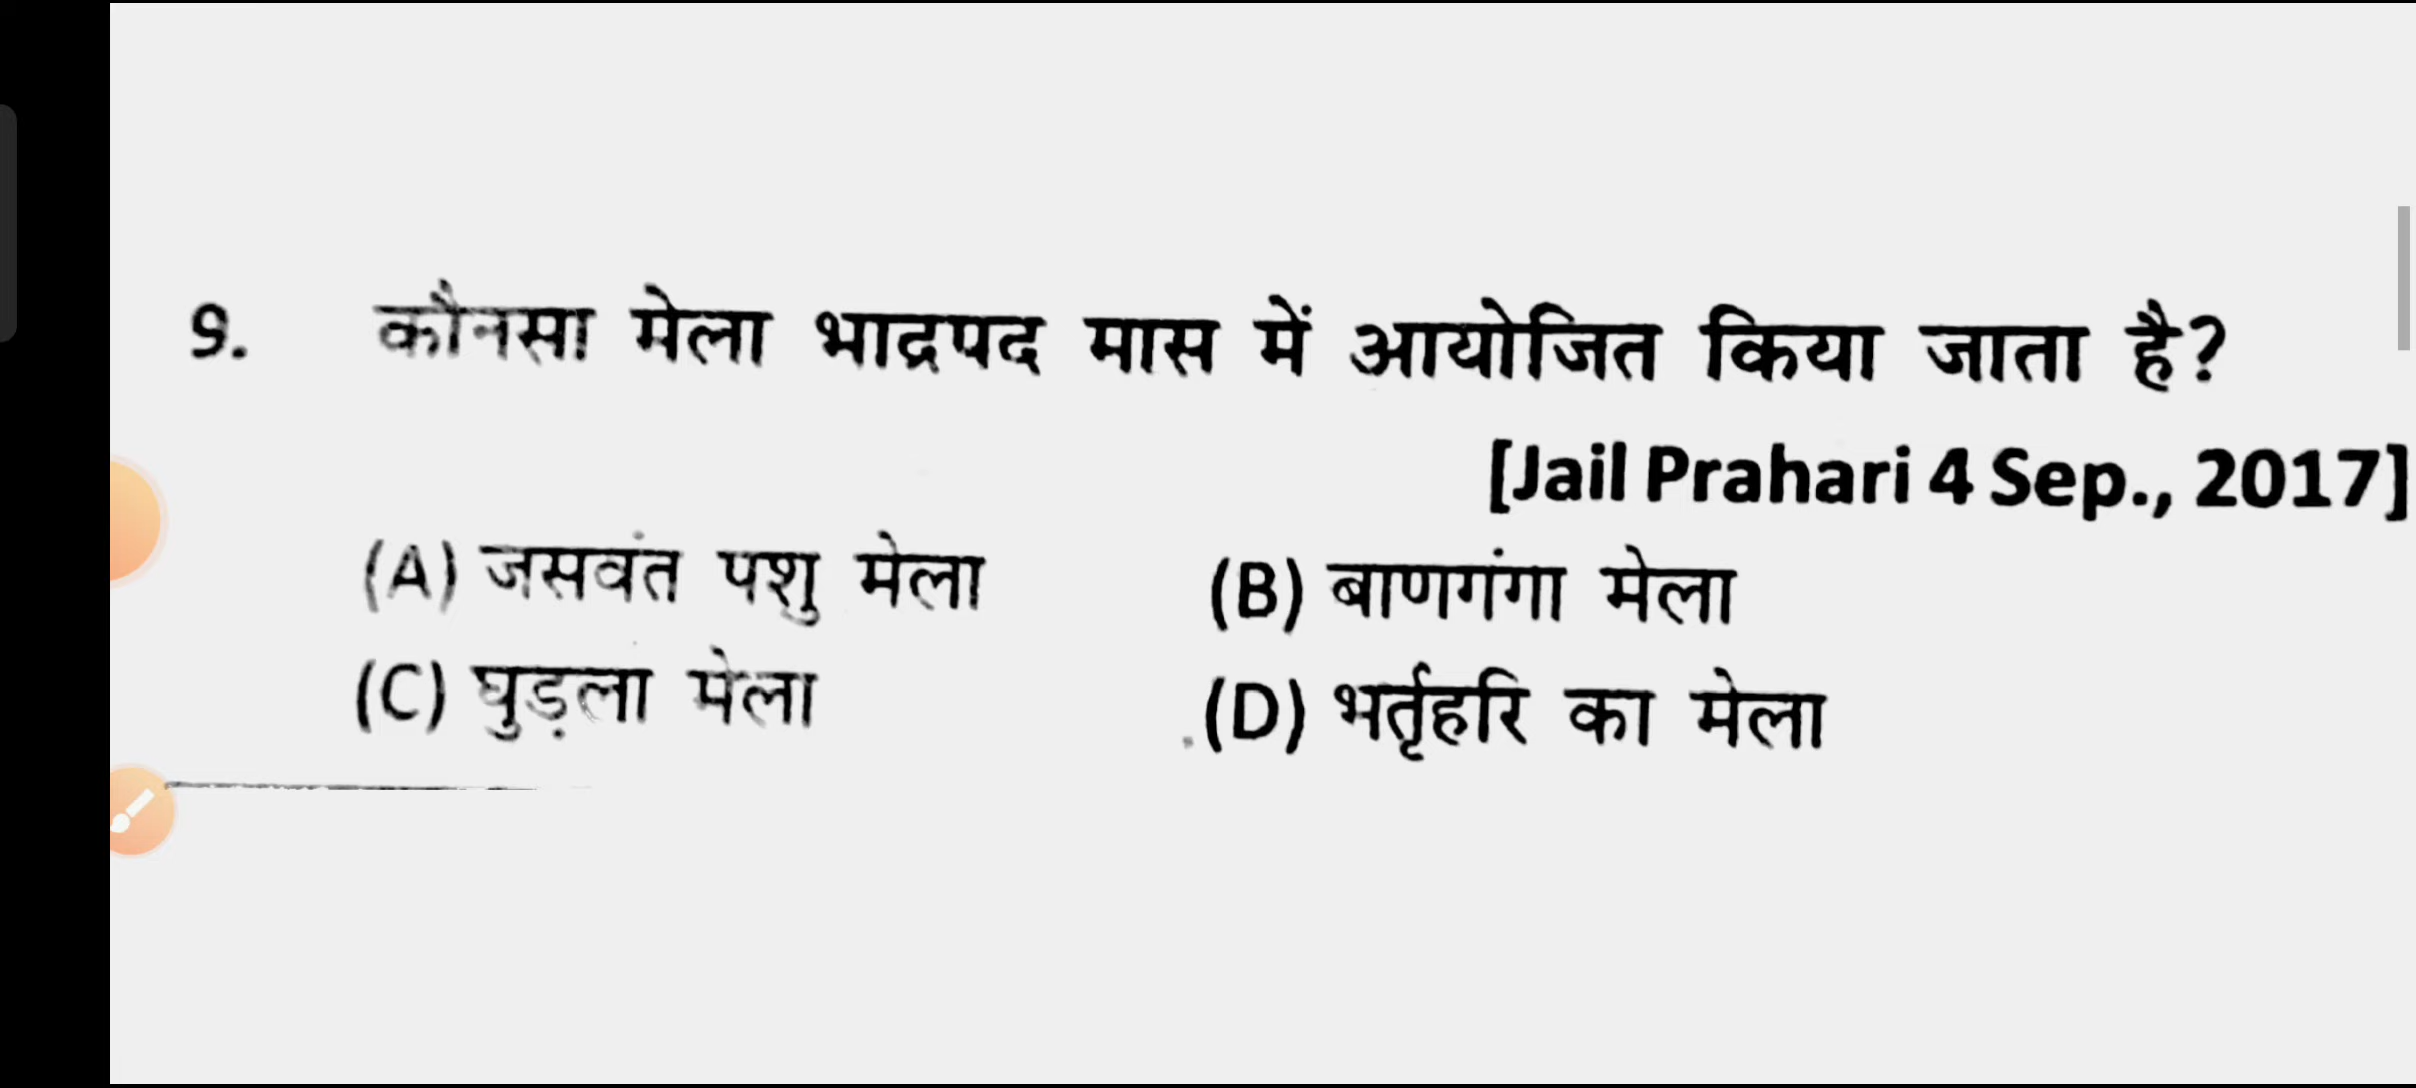 9. कौनसा मेला भाद्रपद मास में आयोजित किया जाता है?
[Jail Prahari 4 Sep., 2017]
(A) जसवंत पशु मेला (B) बाणगंगा मेला
(C) घुड़ला मेला (D) भर्तृहरि का मेला